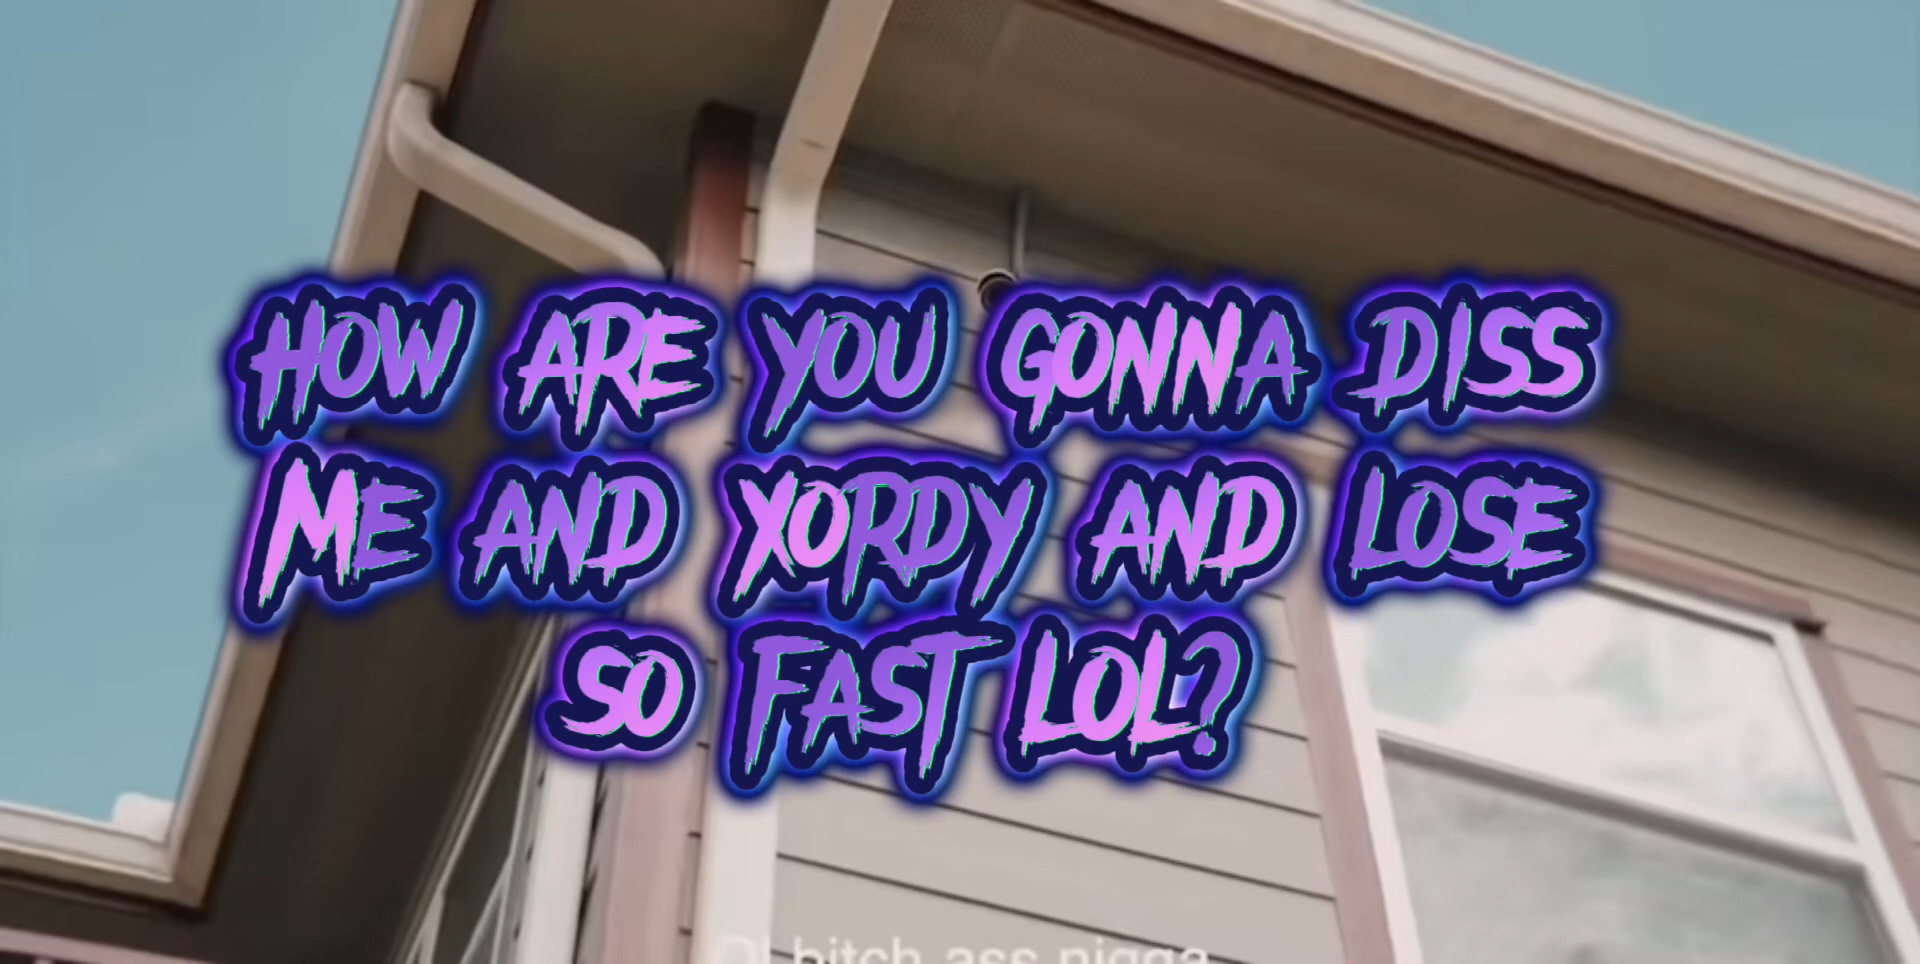 HOW ARE YOU GONNA DISS
ME AND XORDY AND LOSE
SO FAST LOL?
bitch ass nigga